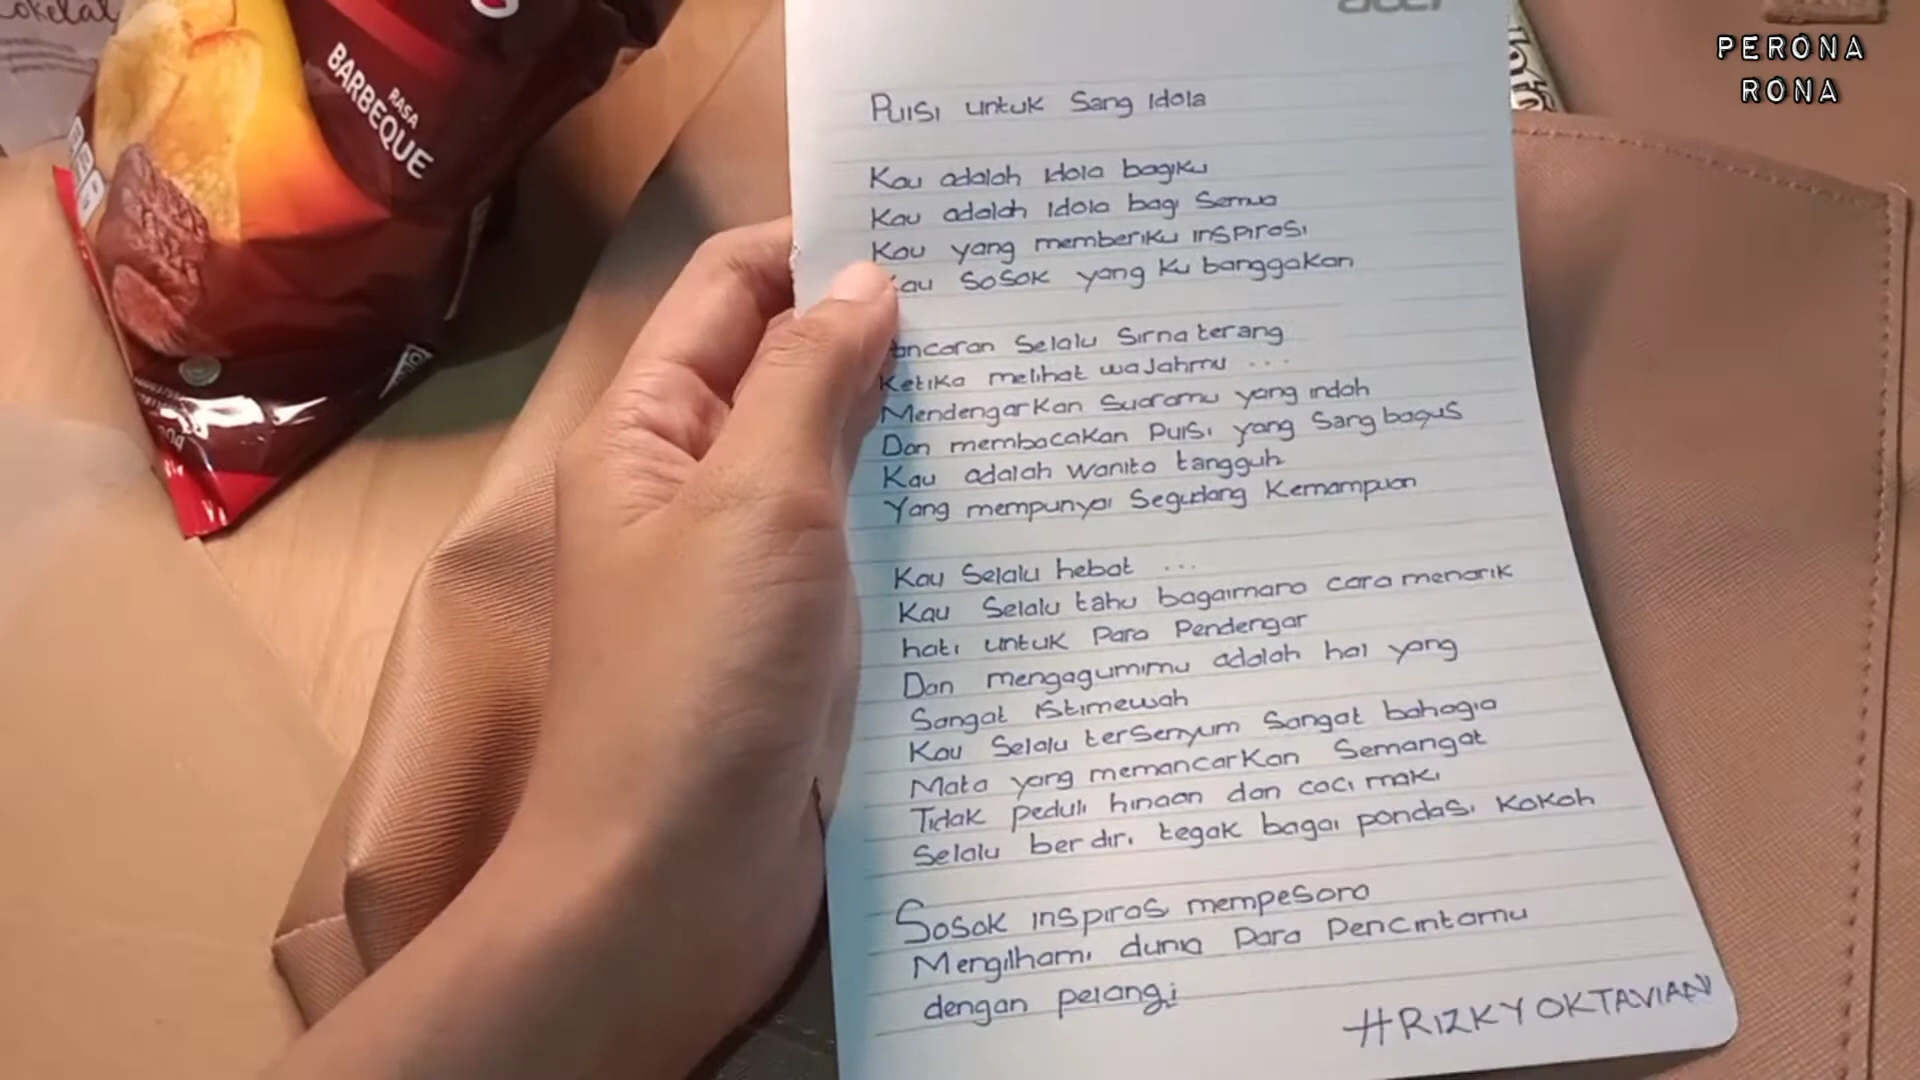 PERONA
RONA
okelat
RASA
BARBEQUE
acer
Puisi untuk Sang Idola
Kau adalah Idola bagiku
Kau adalah Idola bagi Semua
Kau yang memberiku inspirasi
Kau Sosok yang Ku banggakan
ancaran Selalu Sirna terang
Ketika melihat wajahmu ...
Mendengarkan Suaramu yang indah
Dan membacakan Puisi yang Sang bagus
Kau adalah Wanita tangguh
Yang mempunyai Segudang Kemampuan
Kau Selalu hebat ...
Kau Selalu tahu bagaimana cara menarik
hati untuk Para Pendengar
Dan mengagumimu adalah hal yang
Sangat Istimewah
Kau Selalu tersenyum Sangat bahagia
Mata yang memancarkan Semangat
Tidak peduli hinaan dan caci maki
Selalu berdiri tegak bagai pondasi Kokoh
Sosok inspiras mempesona
Mengilhami dunia Para Pencintamu
dengan pelangi
#RIZKYOKTAVIAN